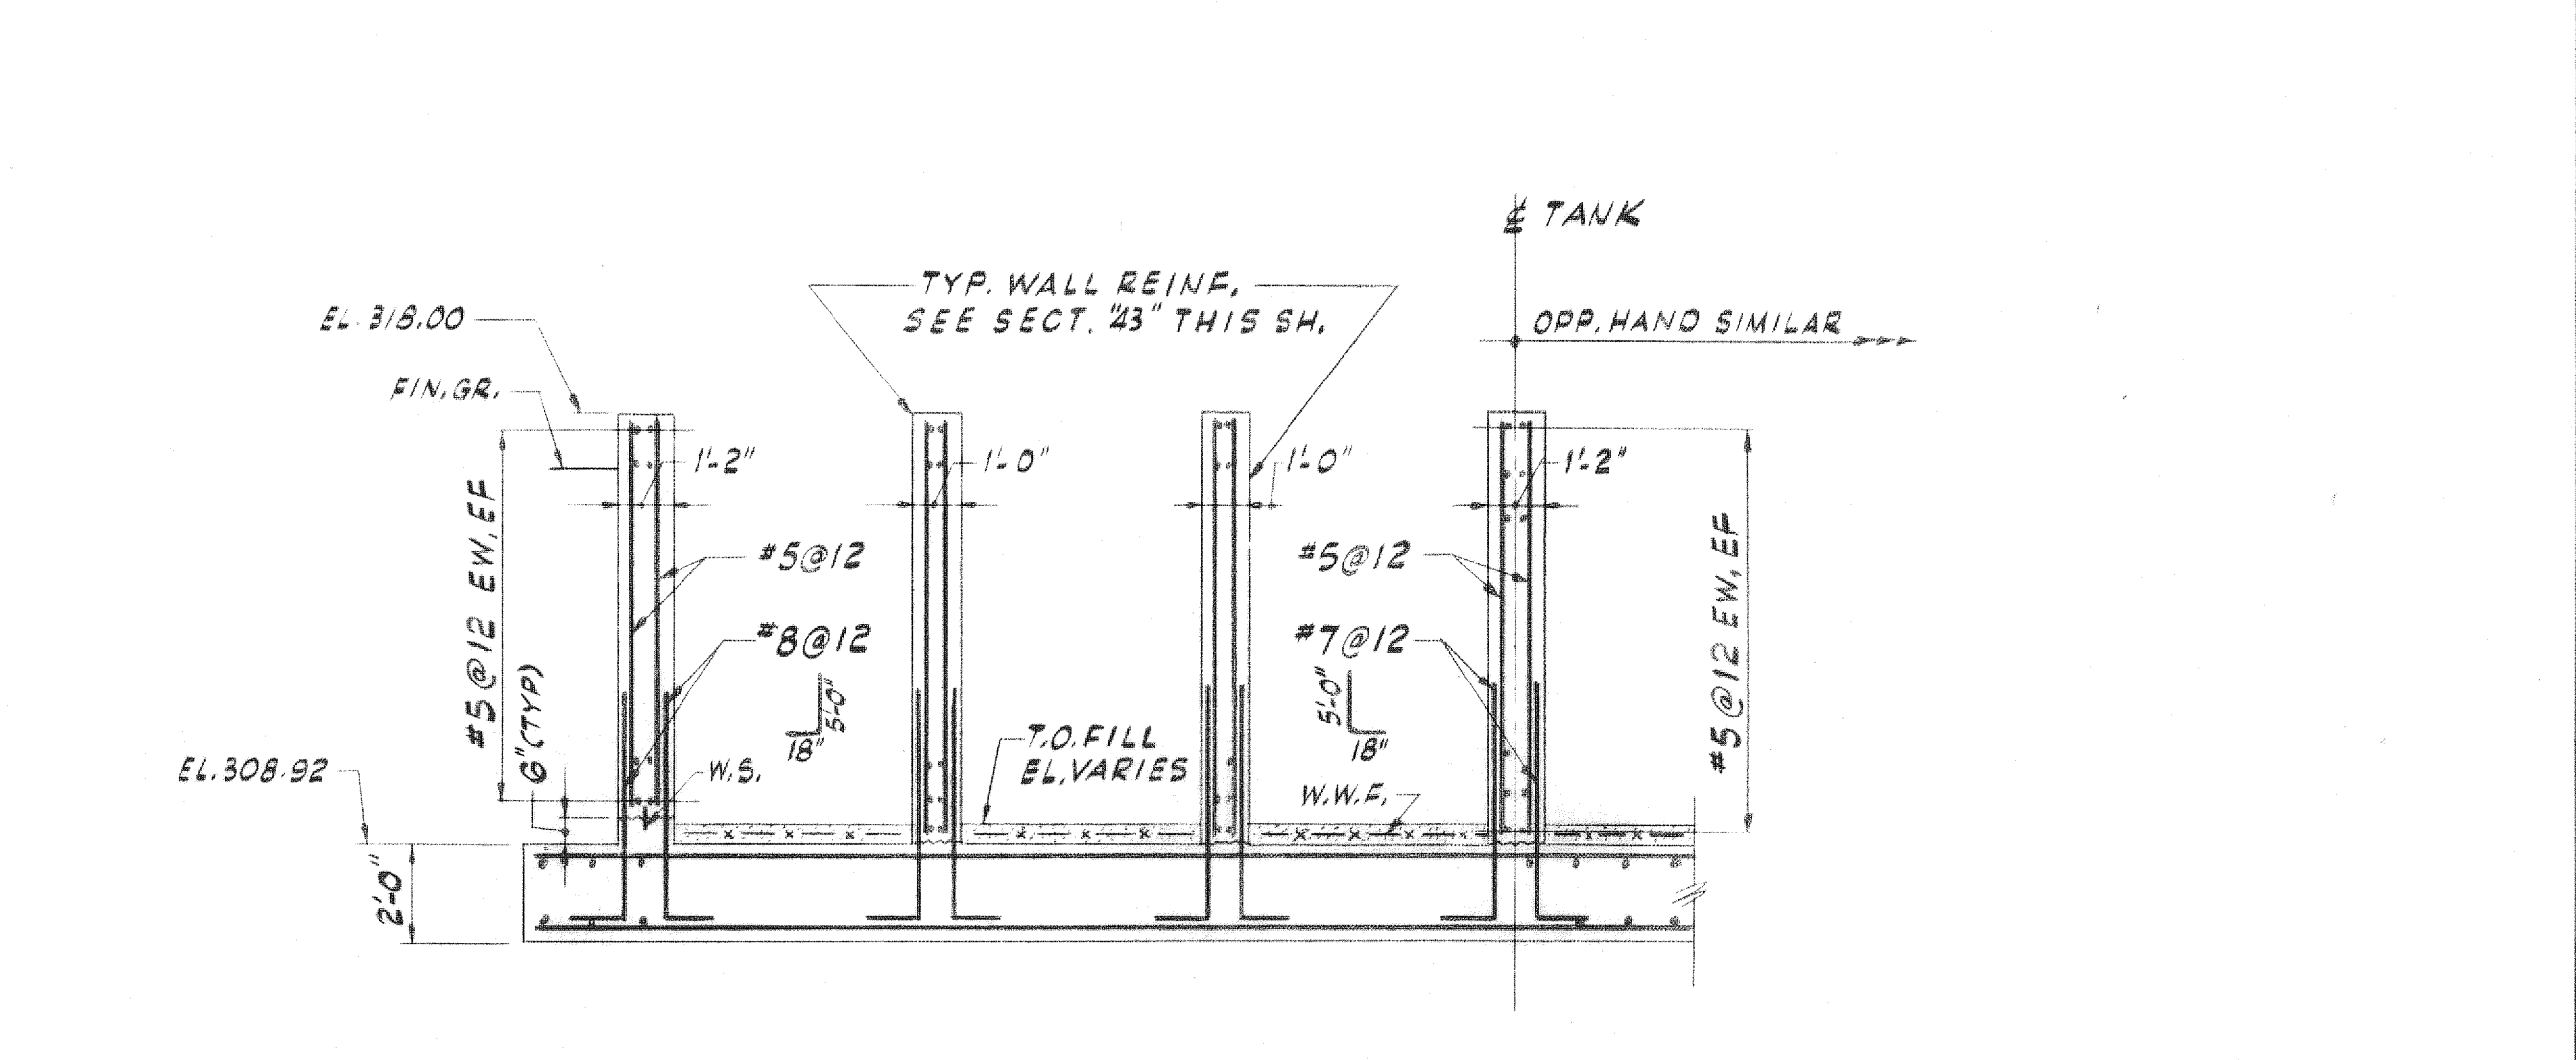 ℄ TANK
TYP. WALL REINF.
SEE SECT. "43" THIS SH.
EL. 318.00
OPP. HAND SIMILAR
FIN. GR.
1'-2"
1'-0"
1'-0"
1'-2"
#5@12 EW, EF
#5@12
#5@12
#5@12 EW, EF
#8@12
#7@12
6"(TYP)
5'-0"
18"
5'-0"
18"
T.O. FILL
EL. VARIES
EL. 308.92
W.S.
W.W.F.
2'-0"